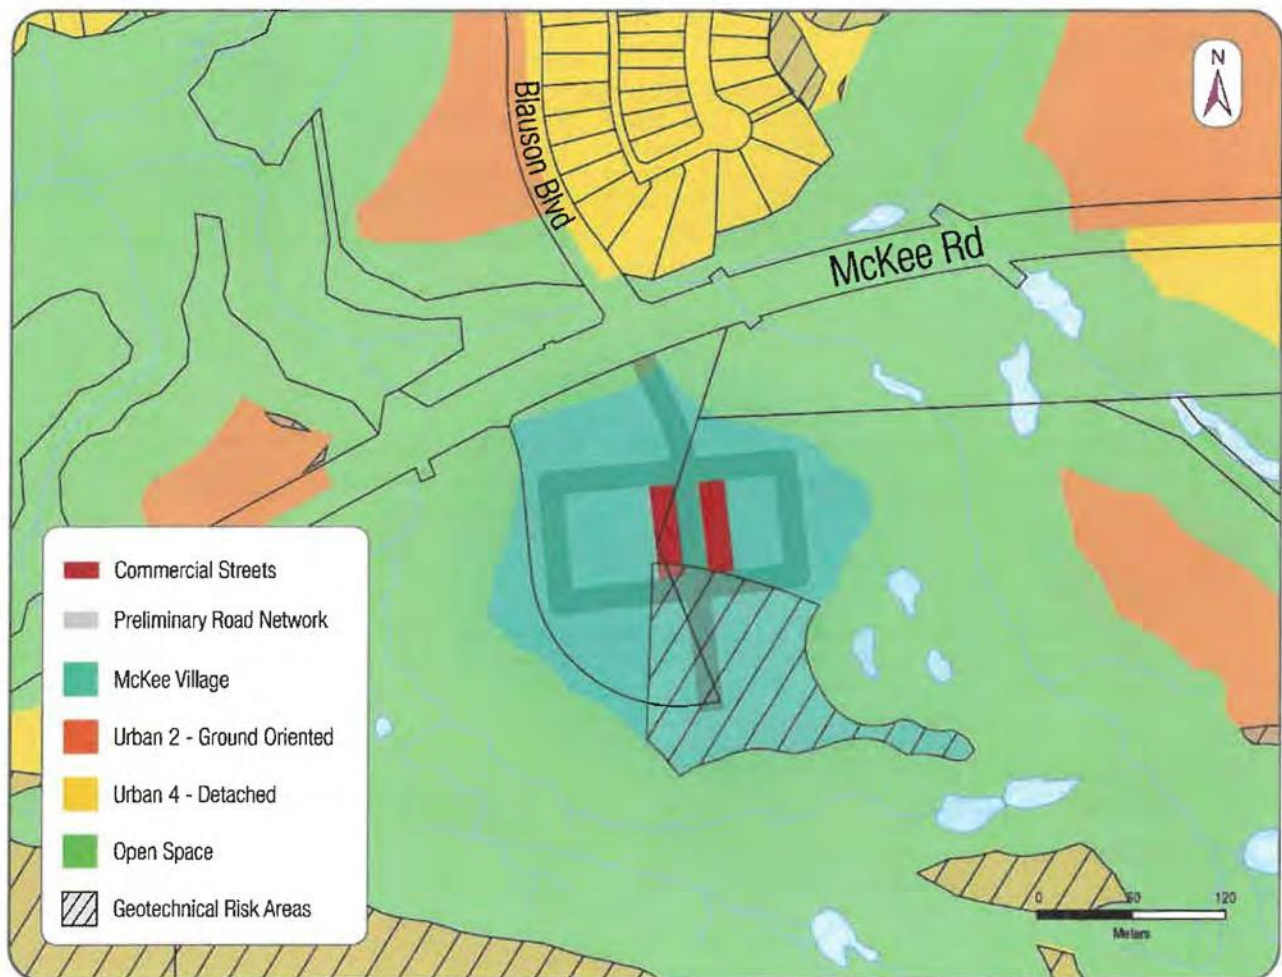 N
Blauson Blvd
McKee Rd
Commercial Streets
Preliminary Road Network
McKee Village
Urban 2 - Ground Oriented
Urban 4 - Detached
Open Space
Geotechnical Risk Areas
0 60 120
Meters